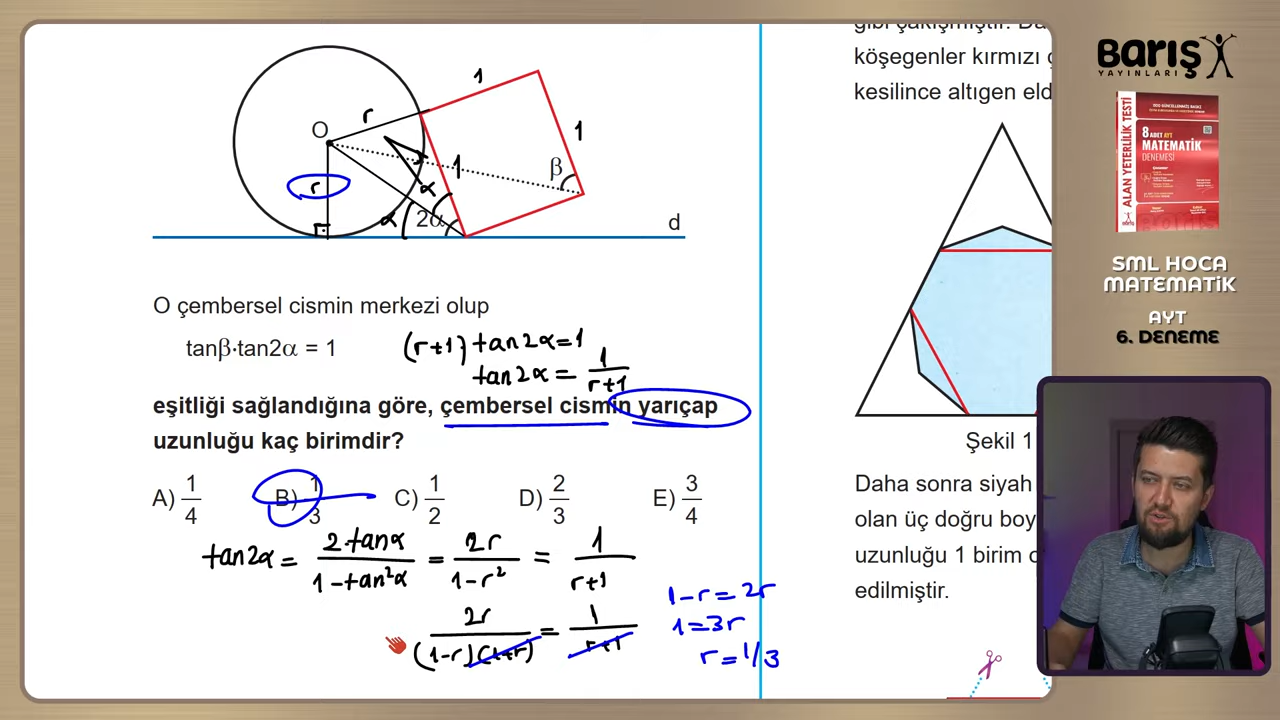 O
r
r
1
1
1
β
α
α
2α
d
O çembersel cismin merkezi olup
tanβ·tan2α = 1
(r+1) tan2α=1
tan2α = 1/r+1
eşitliği sağlandığına göre, çembersel cismin yarıçap
uzunluğu kaç birimdir?
A) 1/4 B) 1/3 C) 1/2 D) 2/3 E) 3/4
tan2α = 2·tanα/1-tan²α = 2r/1-r² = 1/r+1
2r/(1-r)(1+r) = 1/r+1
1-r=2r
1=3r
r=1/3
köşegenler kırmızı ç
kesilince altıgen eld
Şekil 1
Daha sonra siyah
olan üç doğru boy
uzunluğu 1 birim o
edilmiştir.
BARIŞ
YAYINLARI
ALAN YETERLİLİK TESTİ
8 ADET AYT
MATEMATİK
DENEMESİ
SML HOCA
MATEMATİK
AYT
6. DENEME